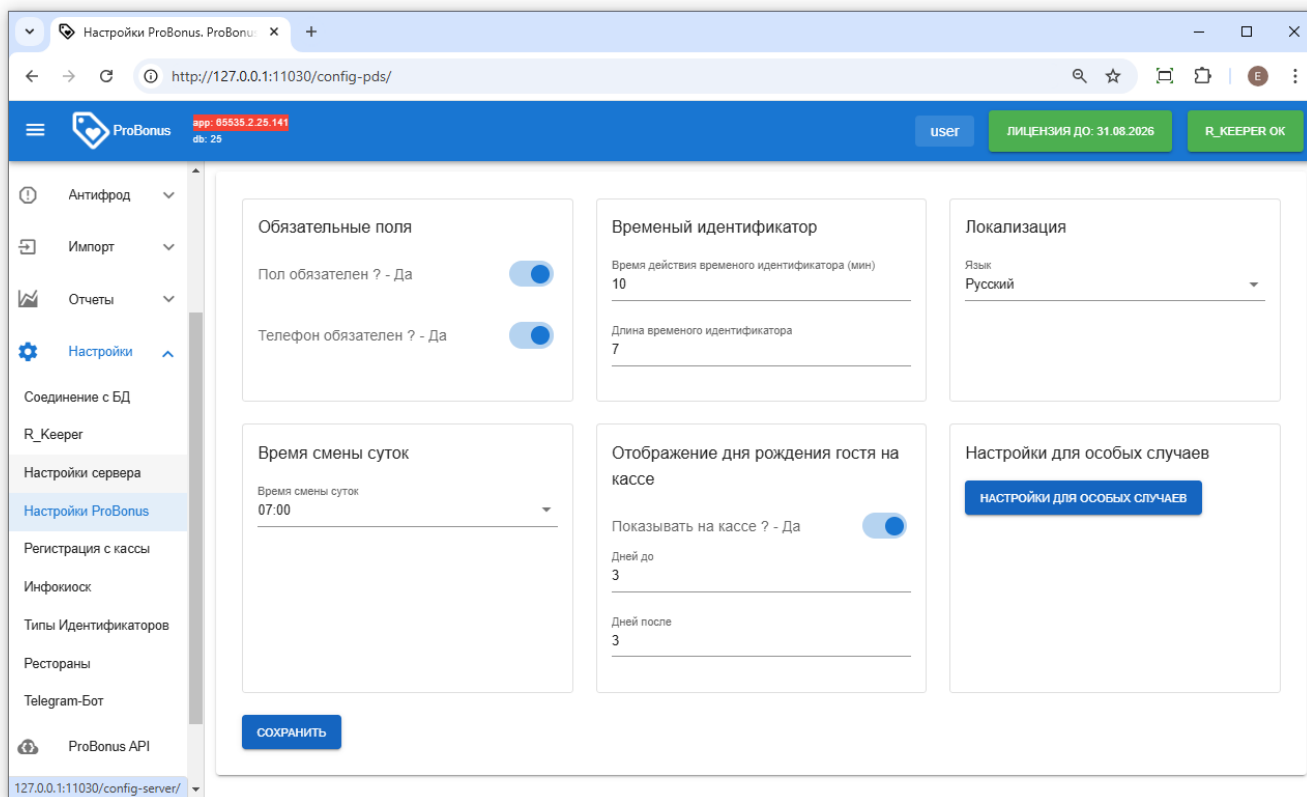 Настройки ProBonus. ProBonus
http://127.0.0.1:11030/config-pds/
E
ProBonus
app: 65535.2.25.141
db: 25
user
ЛИЦЕНЗИЯ ДО: 31.08.2026
R_KEEPER OK
Антифрод
Импорт
Отчеты
Настройки
Соединение с БД
R_Keeper
Настройки сервера
Настройки ProBonus
Регистрация с кассы
Инфокиоск
Типы Идентификаторов
Рестораны
Telegram-Бот
ProBonus API
127.0.0.1:11030/config-server/
Обязательные поля
Пол обязателен ? - Да
Телефон обязателен ? - Да
Временый идентификатор
Время действия временого идентификатора (мин)
10
Длина временого идентификатора
7
Локализация
Язык
Русский
Время смены суток
Время смены суток
07:00
Отображение дня рождения гостя на
кассе
Показывать на кассе ? - Да
Дней до
3
Дней после
3
Настройки для особых случаев
НАСТРОЙКИ ДЛЯ ОСОБЫХ СЛУЧАЕВ
СОХРАНИТЬ